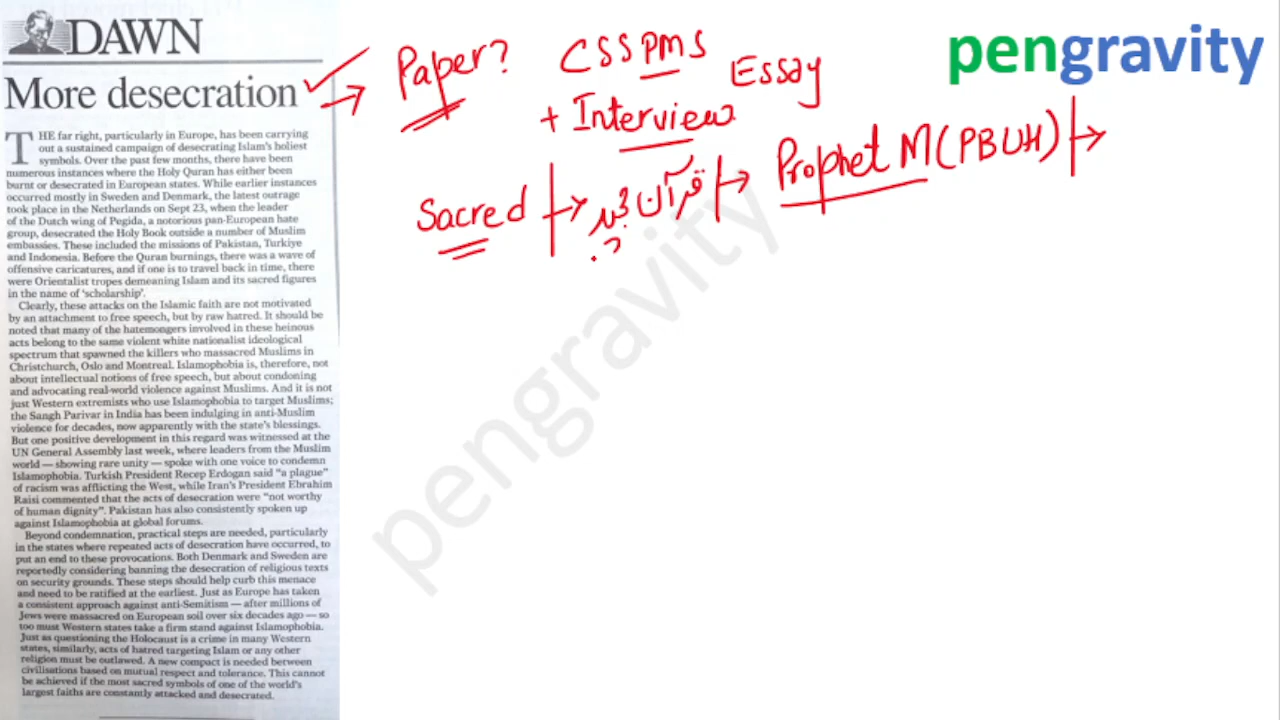 DAWN
More desecration
THE far right, particularly in Europe, has been carrying
out a sustained campaign of desecrating Islam's holiest
symbols. Over the past few months, there have been
numerous instances where the Holy Quran has either been
burnt or desecrated in European states. While earlier instances
occurred mostly in Sweden and Denmark, the latest outrage
took place in the Netherlands on Sept 23, when the leader
of the Dutch wing of Pegida, a notorious pan-European hate
group, desecrated the Holy Book outside a number of Muslim
embassies. These included the missions of Pakistan, Turkiye
and Indonesia. Before the Quran burnings, there was a wave of
offensive caricatures, and if one is to travel back in time, there
were Orientalist tropes demeaning Islam and its sacred figures
in the name of 'scholarship'.
Clearly, these attacks on the Islamic faith are not motivated
by an attachment to free speech, but by raw hatred. It should be
noted that many of the hatemongers involved in these heinous
acts belong to the same violent white nationalist ideological
spectrum that spawned the killers who massacred Muslims in
Christchurch, Oslo and Montreal. Islamophobia is, therefore, not
about intellectual notions of free speech, but about condoning
and advocating real-world violence against Muslims. And it is not
just Western extremists who use Islamophobia to target Muslims;
the Sangh Parivar in India has been indulging in anti-Muslim
violence for decades, now apparently with the state's blessings.
But one positive development in this regard was witnessed at the
UN General Assembly last week, where leaders from the Muslim
world — showing rare unity — spoke with one voice to condemn
Islamophobia. Turkish President Recep Erdogan said "a plague"
of racism was afflicting the West, while Iran's President Ebrahim
Raisi commented that the acts of desecration were "not worthy
of human dignity". Pakistan has also consistently spoken up
against Islamophobia at global forums.
Beyond condemnation, practical steps are needed, particularly
in the states where repeated acts of desecration have occurred, to
put an end to these provocations. Both Denmark and Sweden are
reportedly considering banning the desecration of religious texts
on security grounds. These steps should help curb this menace
and need to be ratified at the earliest. Just as Europe has taken
a consistent approach against anti-Semitism — after millions of
Jews were massacred on European soil over six decades ago — so
too must Western states take a firm stand against Islamophobia.
Just as questioning the Holocaust is a crime in many Western
states, similarly, acts of hatred targeting Islam or any other
religion must be outlawed. A new compact is needed between
civilisations based on mutual respect and tolerance. This cannot
be achieved if the most sacred symbols of one of the world's
largest faiths are constantly attacked and desecrated.
Paper? CSS PMS Essay
+ Interview
Sacred قرآن مجید Prophet M(PBUH)
?
pengravity
pengravity